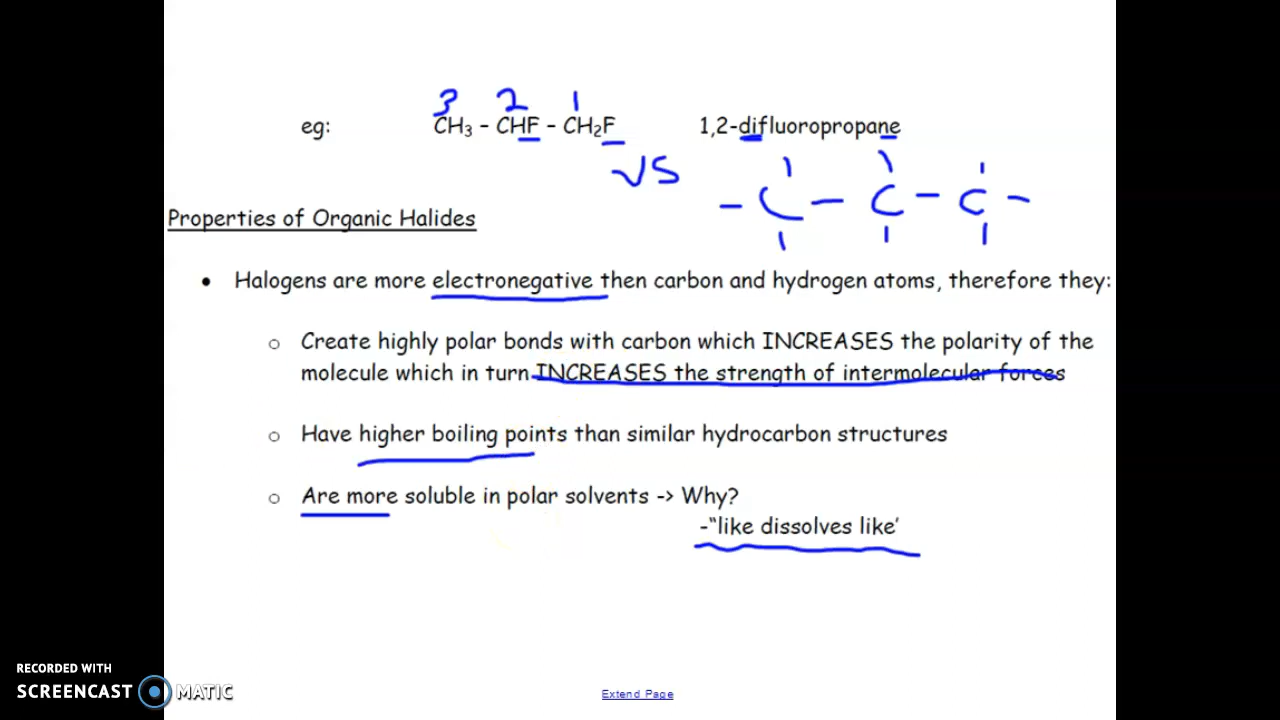 3 2 1
eg: CH₃ - CHF - CH₂F 1,2-difluoropropane
VS
- C - C - C -
Properties of Organic Halides
• Halogens are more electronegative then carbon and hydrogen atoms, therefore they:
o Create highly polar bonds with carbon which INCREASES the polarity of the
molecule which in turn INCREASES the strength of intermolecular forces
o Have higher boiling points than similar hydrocarbon structures
o Are more soluble in polar solvents -> Why?
-"like dissolves like'
RECORDED WITH
SCREENCAST MATIC
Extend Page